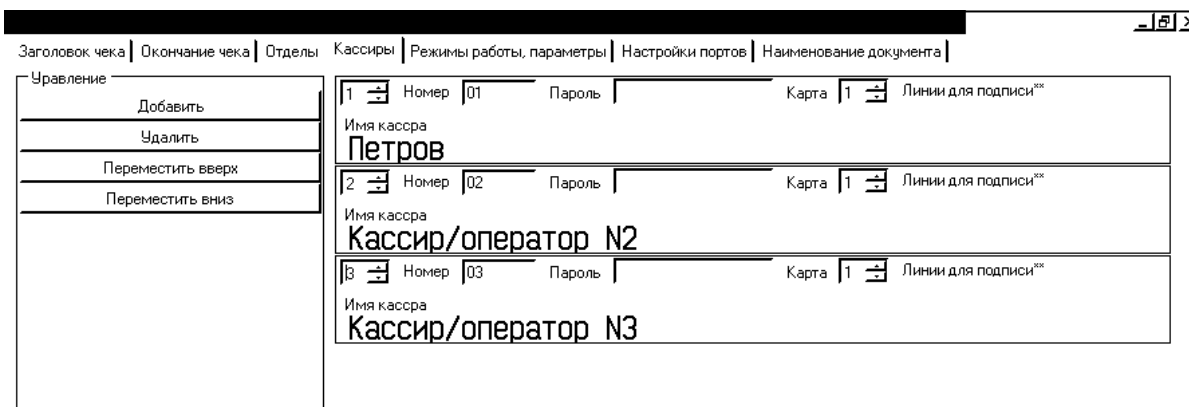 Заголовок чека Окончание чека Отделы Кассиры Режимы работы, параметры Настройки портов Наименование документа
Уравление
Добавить
Удалить
Переместить вверх
Переместить вниз
1 Номер 01 Пароль Карта 1 Линии для подписи**
Имя кассра
Петров
2 Номер 02 Пароль Карта 1 Линии для подписи**
Имя кассра
Кассир/оператор N2
3 Номер 03 Пароль Карта 1 Линии для подписи**
Имя кассра
Кассир/оператор N3